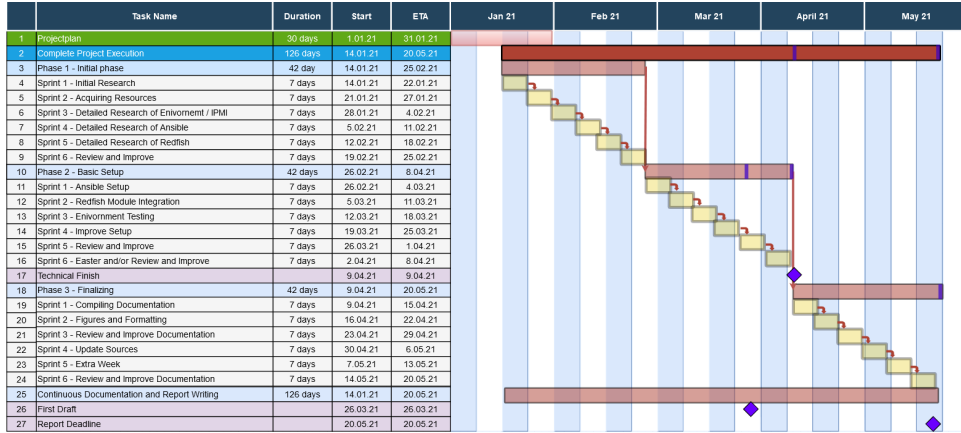 Task Name Duration Start ETA Jan 21 Feb 21 Mar 21 April 21 May 21
1 Projectplan 30 days 1.01.21 31.01.21
2 Complete Project Execution 126 days 14.01.21 20.05.21
3 Phase 1 - Initial phase 42 day 14.01.21 25.02.21
4 Sprint 1 - Initial Research 7 days 14.01.21 22.01.21
5 Sprint 2 - Acquiring Resources 7 days 21.01.21 27.01.21
6 Sprint 3 - Detailed Research of Enivornemt / IPMI 7 days 28.01.21 4.02.21
7 Sprint 4 - Detailed Research of Ansible 7 days 5.02.21 11.02.21
8 Sprint 5 - Detailed Research of Redfish 7 days 12.02.21 18.02.21
9 Sprint 6 - Review and Improve 7 days 19.02.21 25.02.21
10 Phase 2 - Basic Setup 42 days 26.02.21 8.04.21
11 Sprint 1 - Ansible Setup 7 days 26.02.21 4.03.21
12 Sprint 2 - Redfish Module Integration 7 days 5.03.21 11.03.21
13 Sprint 3 - Enivornment Testing 7 days 12.03.21 18.03.21
14 Sprint 4 - Improve Setup 7 days 19.03.21 25.03.21
15 Sprint 5 - Review and Improve 7 days 26.03.21 1.04.21
16 Sprint 6 - Easter and/or Review and Improve 7 days 2.04.21 8.04.21
17 Technical Finish 9.04.21 9.04.21
18 Phase 3 - Finalizing 42 days 9.04.21 20.05.21
19 Sprint 1 - Compiling Documentation 7 days 9.04.21 15.04.21
20 Sprint 2 - Figures and Formatting 7 days 16.04.21 22.04.21
21 Sprint 3 - Review and Improve Documentation 7 days 23.04.21 29.04.21
22 Sprint 4 - Update Sources 7 days 30.04.21 6.05.21
23 Sprint 5 - Extra Week 7 days 7.05.21 13.05.21
24 Sprint 6 - Review and Improve Documentation 7 days 14.05.21 20.05.21
25 Continuous Documentation and Report Writing 126 days 14.01.21 20.05.21
26 First Draft 26.03.21 26.03.21
27 Report Deadline 20.05.21 20.05.21